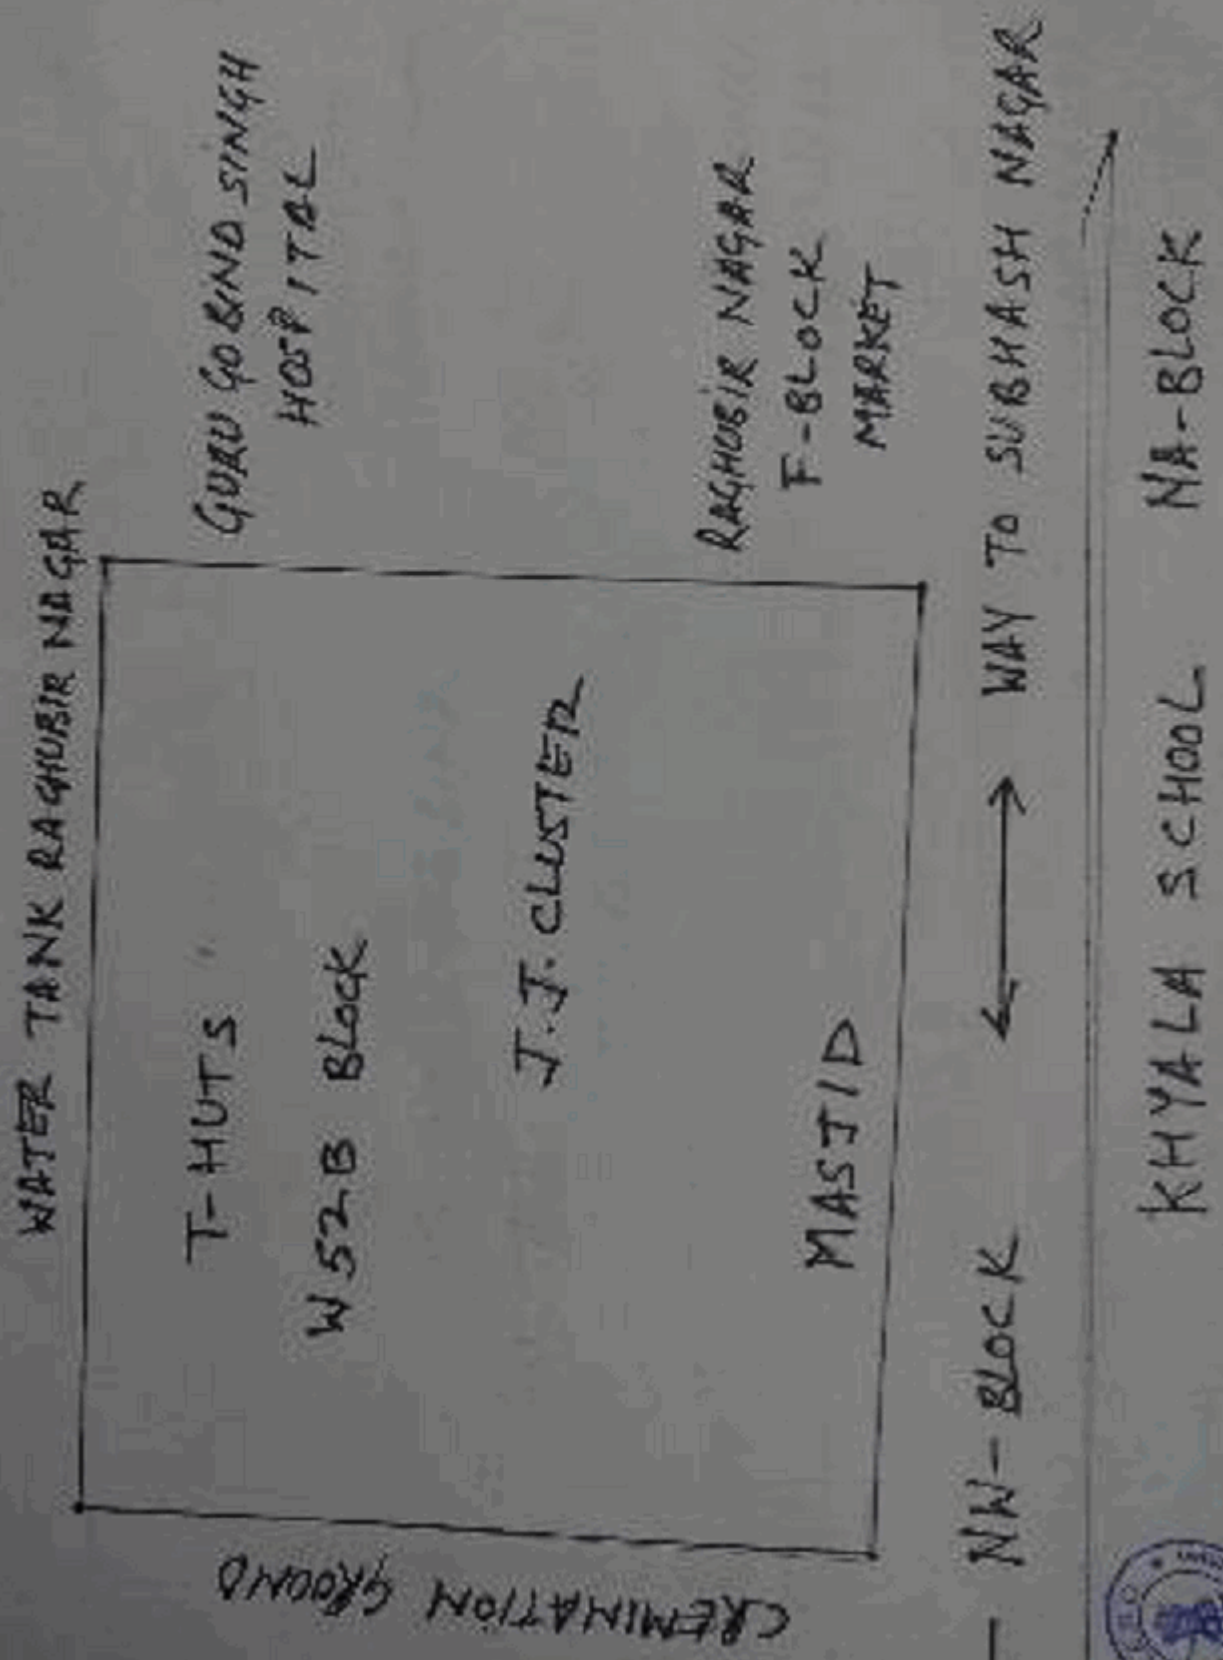 WATER TANK RAGHUBIR NAGAR
GURU GOBIND SINGH
HOSPITAL
T-HUTS
W52B BLOCK
J.J. CLUSTER
MASJID
RAGHUBIR NAGAR
F-BLOCK
MARKET
CREMINATION GROUND
NW-BLOCK
WAY TO SUBHASH NAGAR
KHYALA SCHOOL
NA-BLOCK